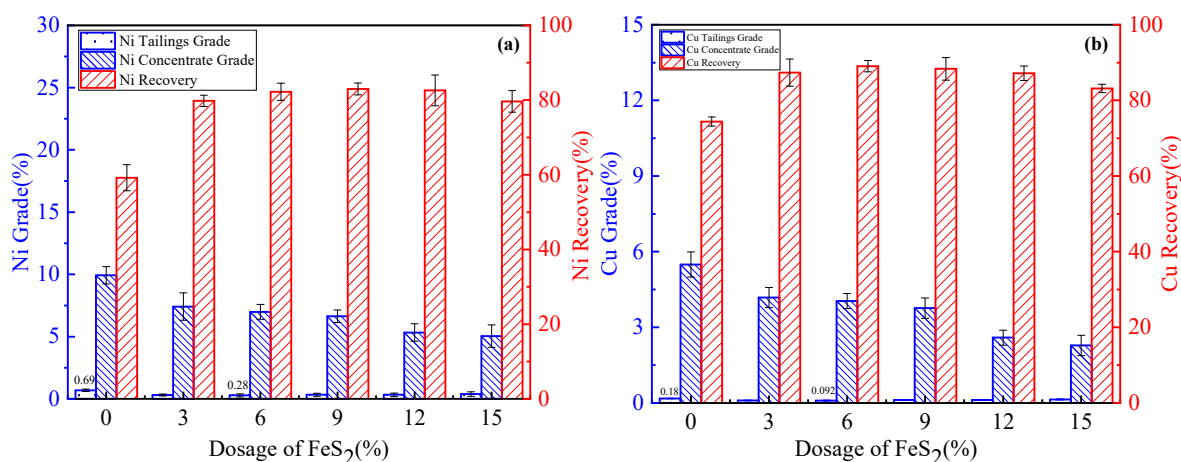 (a)
Ni Tailings Grade
Ni Concentrate Grade
Ni Recovery
Ni Grade(%)
30
25
20
15
10
5
0
0.69
0.28
100
80
60
40
20
0
Ni Recovery(%)
0 3 6 9 12 15
Dosage of FeS2(%)
(b)
Cu Tailings Grade
Cu Concentrate Grade
Cu Recovery
Cu Grade(%)
15
12
9
6
3
0
0.18
0.092
100
80
60
40
20
0
Cu Recovery(%)
0 3 6 9 12 15
Dosage of FeS2(%)